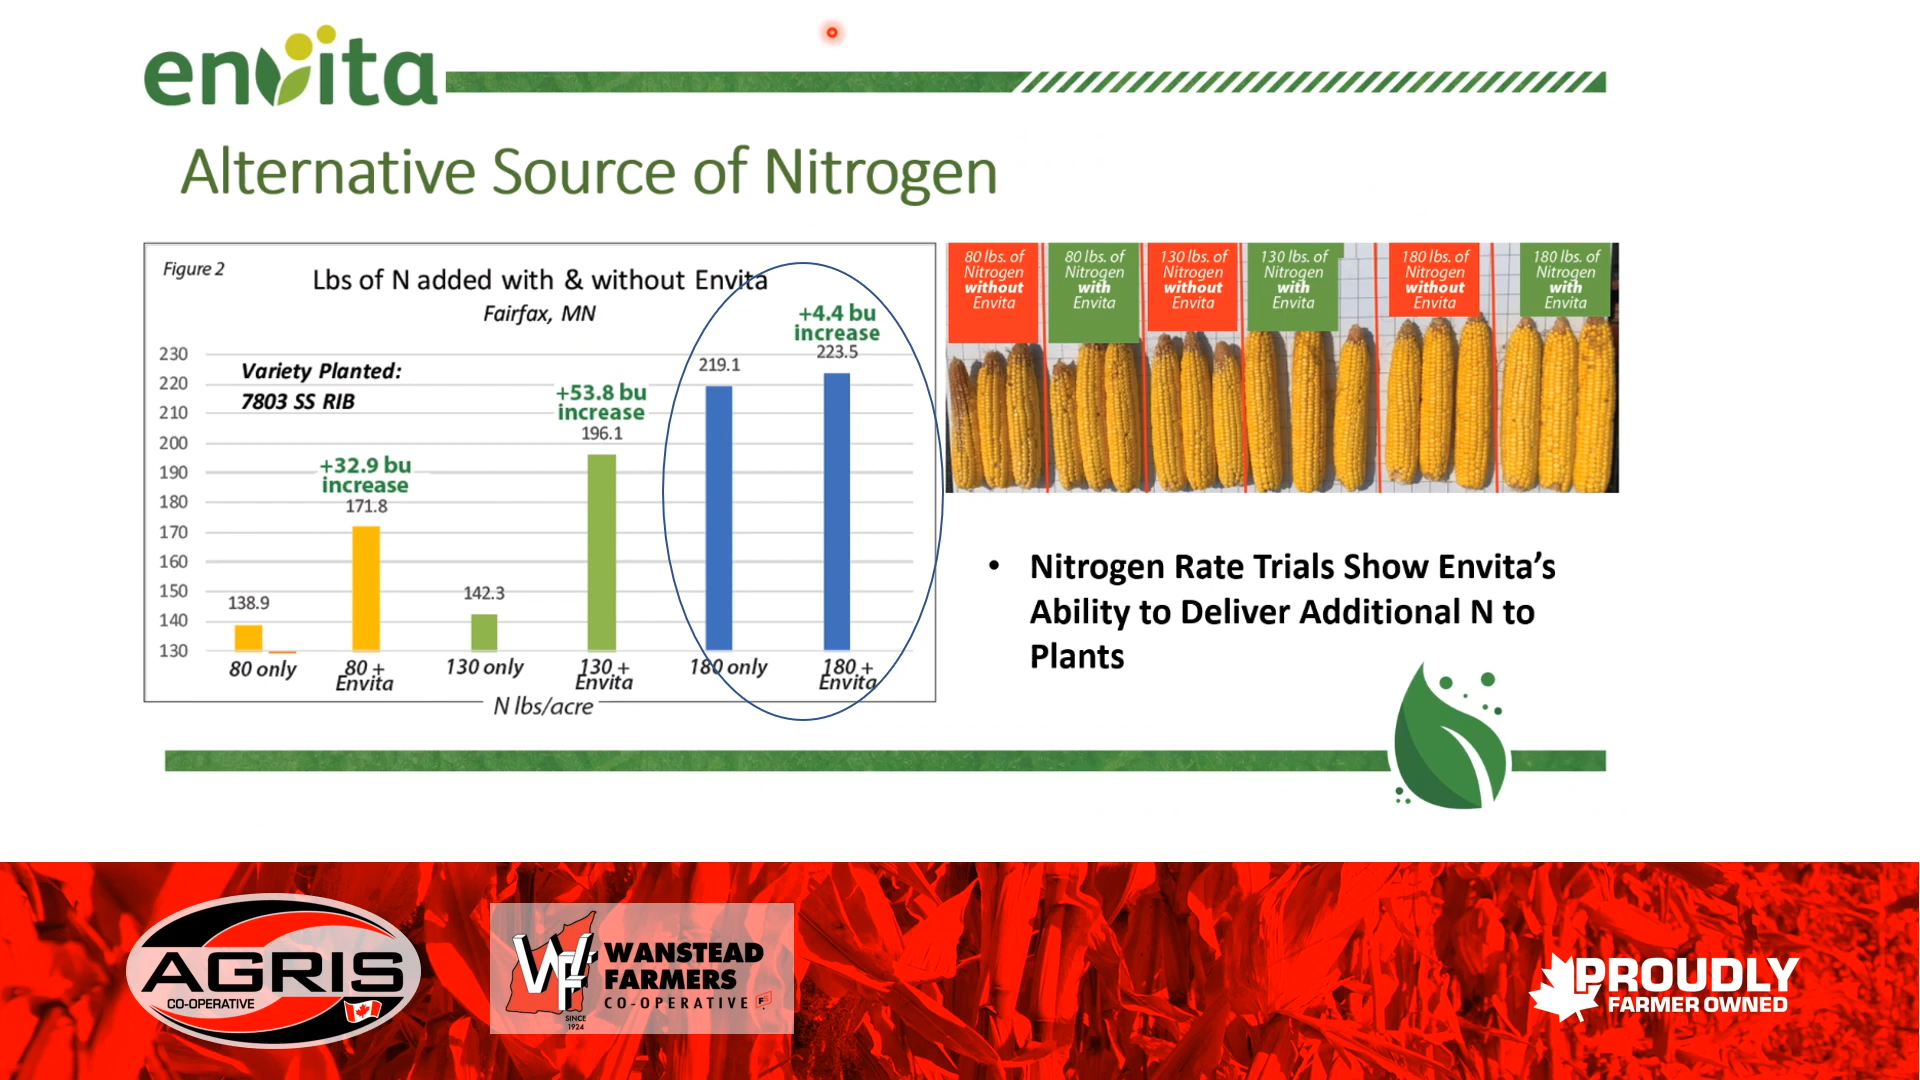 envita
Alternative Source of Nitrogen
Figure 2
Lbs of N added with & without Envita
Fairfax, MN
Variety Planted:
7803 SS RIB
230
220
210
200
190
180
170
160
150
140
130
138.9
+32.9 bu
increase
171.8
142.3
+53.8 bu
increase
196.1
219.1
+4.4 bu
increase
223.5
80 only
80 +
Envita
130 only
130 +
Envita
180 only
180 +
Envita
N lbs/acre
80 lbs. of
Nitrogen
without
Envita
80 lbs. of
Nitrogen
with
Envita
130 lbs. of
Nitrogen
without
Envita
130 lbs. of
Nitrogen
with
Envita
180 lbs. of
Nitrogen
without
Envita
180 lbs. of
Nitrogen
with
Envita
• Nitrogen Rate Trials Show Envita’s
Ability to Deliver Additional N to
Plants
AGRIS
CO-OPERATIVE
WF
SINCE
1924
WANSTEAD
FARMERS
CO-OPERATIVE
PROUDLY
FARMER OWNED